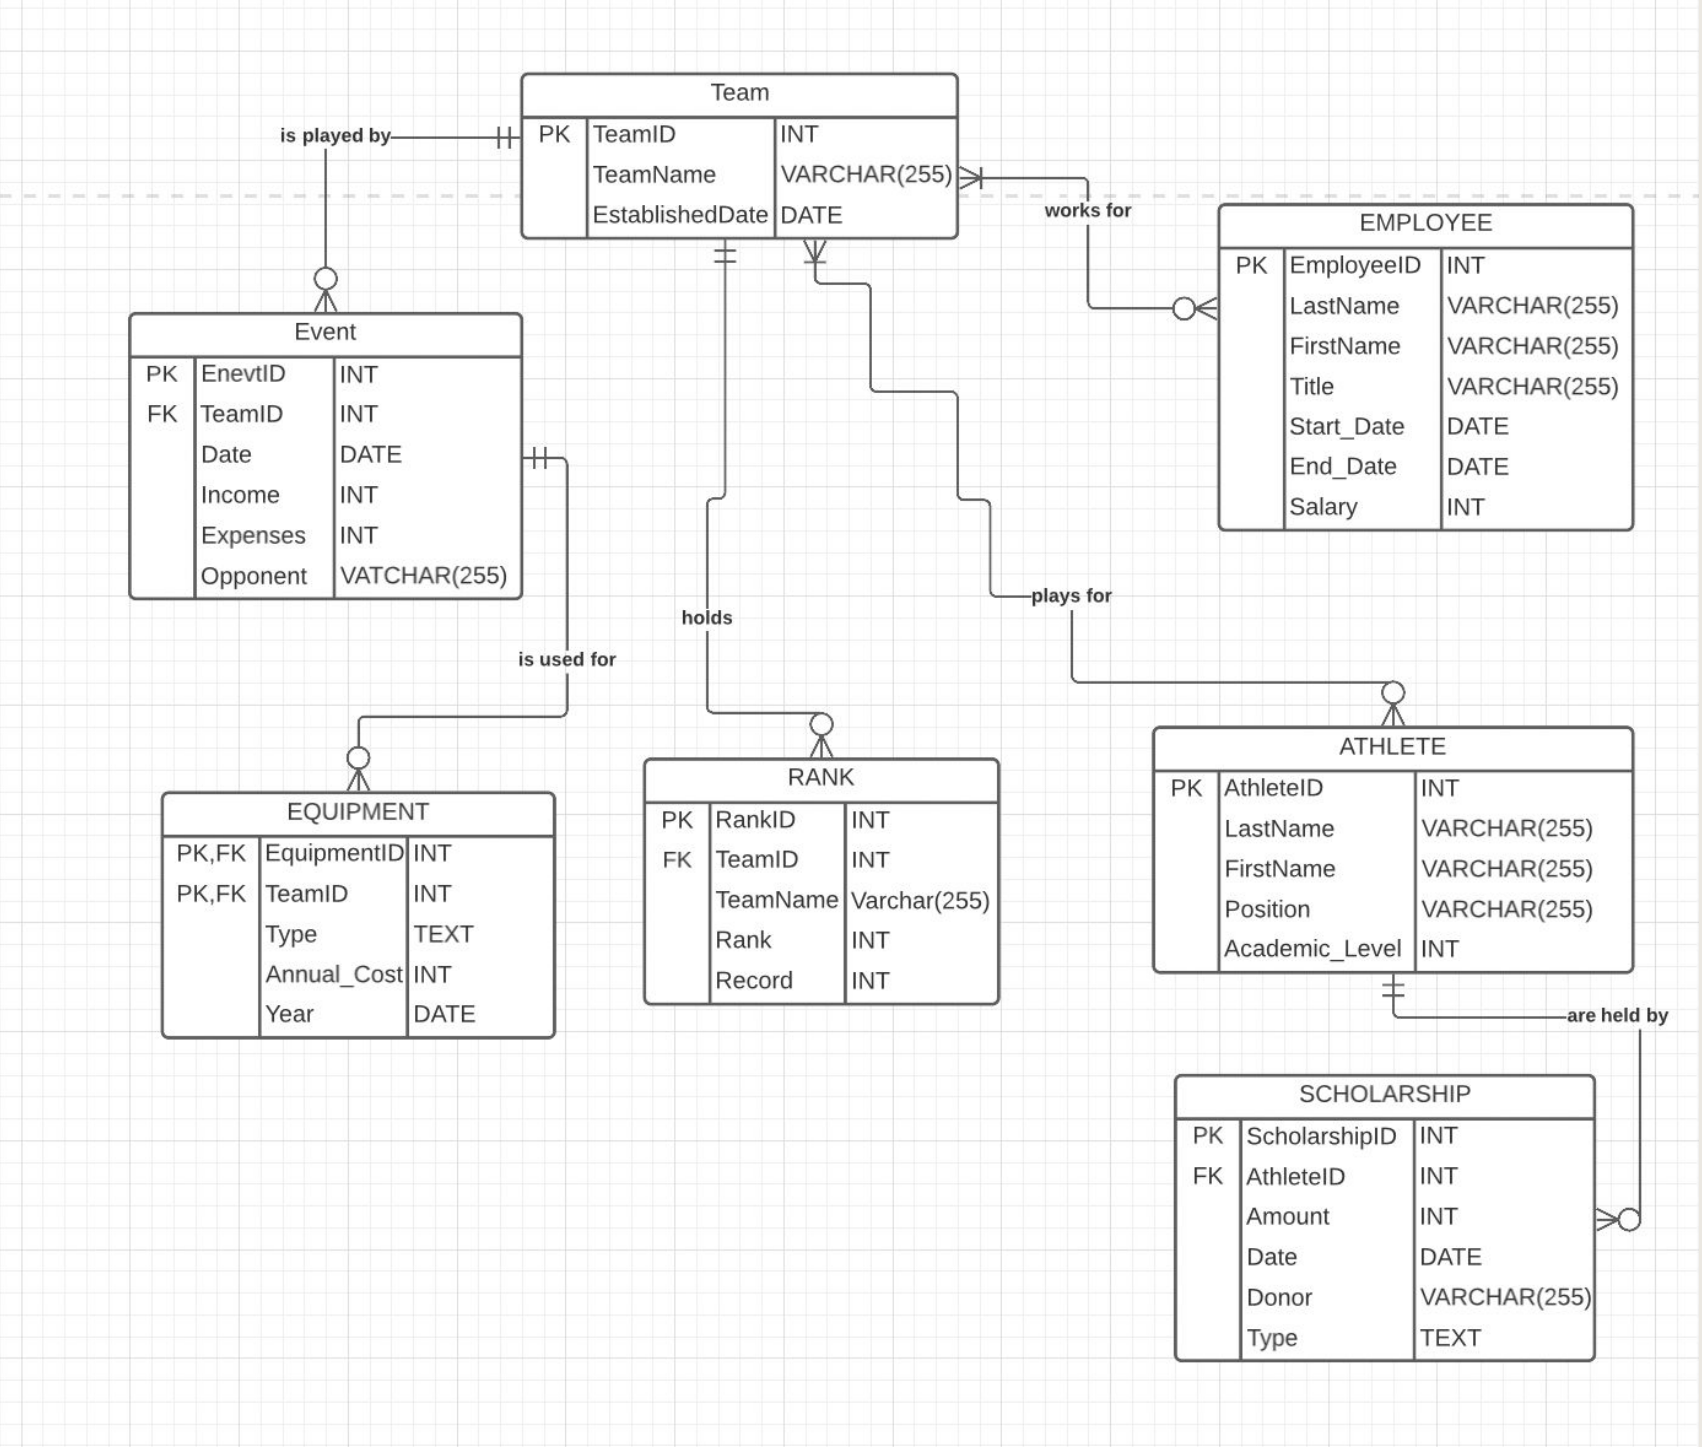 Team
PK TeamID INT
TeamName VARCHAR(255)
EstablishedDate DATE
is played by
works for
EMPLOYEE
PK EmployeeID INT
LastName VARCHAR(255)
FirstName VARCHAR(255)
Title VARCHAR(255)
Start_Date DATE
End_Date DATE
Salary INT
Event
PK EnevtID INT
FK TeamID INT
Date DATE
Income INT
Expenses INT
Opponent VATCHAR(255)
holds
plays for
is used for
EQUIPMENT
PK,FK EquipmentID INT
PK,FK TeamID INT
Type TEXT
Annual_Cost INT
Year DATE
RANK
PK RankID INT
FK TeamID INT
TeamName Varchar(255)
Rank INT
Record INT
ATHLETE
PK AthleteID INT
LastName VARCHAR(255)
FirstName VARCHAR(255)
Position VARCHAR(255)
Academic_Level INT
are held by
SCHOLARSHIP
PK ScholarshipID INT
FK AthleteID INT
Amount INT
Date DATE
Donor VARCHAR(255)
Type TEXT